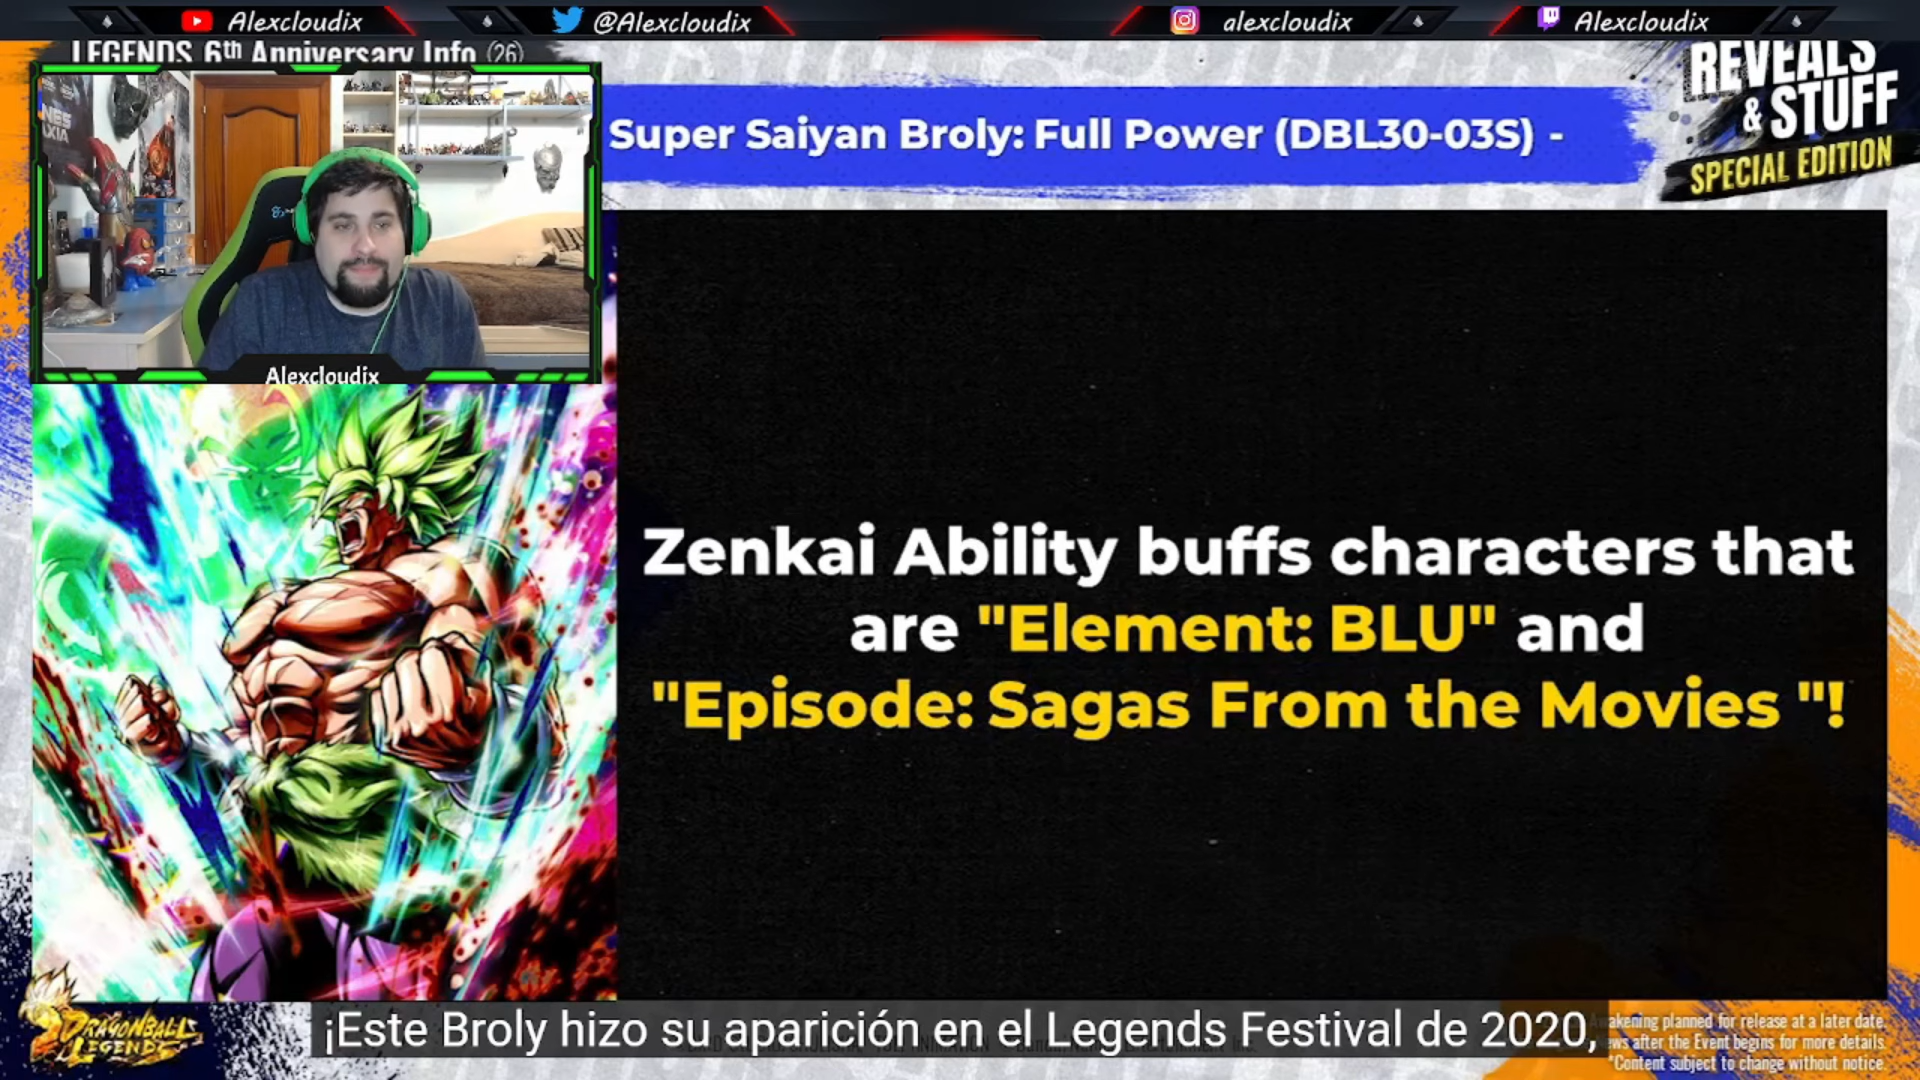 Alexcloudix
@Alexcloudix
alexcloudix
Alexcloudix
LEGENDS 6th Anniversary Info (26)
REVEALS
& STUFF
SPECIAL EDITION
Super Saiyan Broly: Full Power (DBL30-03S) -
Alexcloudix
Zenkai Ability buffs characters that
are "Element: BLU" and
"Episode: Sagas From the Movies "!
DRAGONBALL
LEGENDS
¡Este Broly hizo su aparición en el Legends Festival de 2020,
akening planned for release at a later date.
ws after the Event begins for more details.
*Content subject to change without notice.